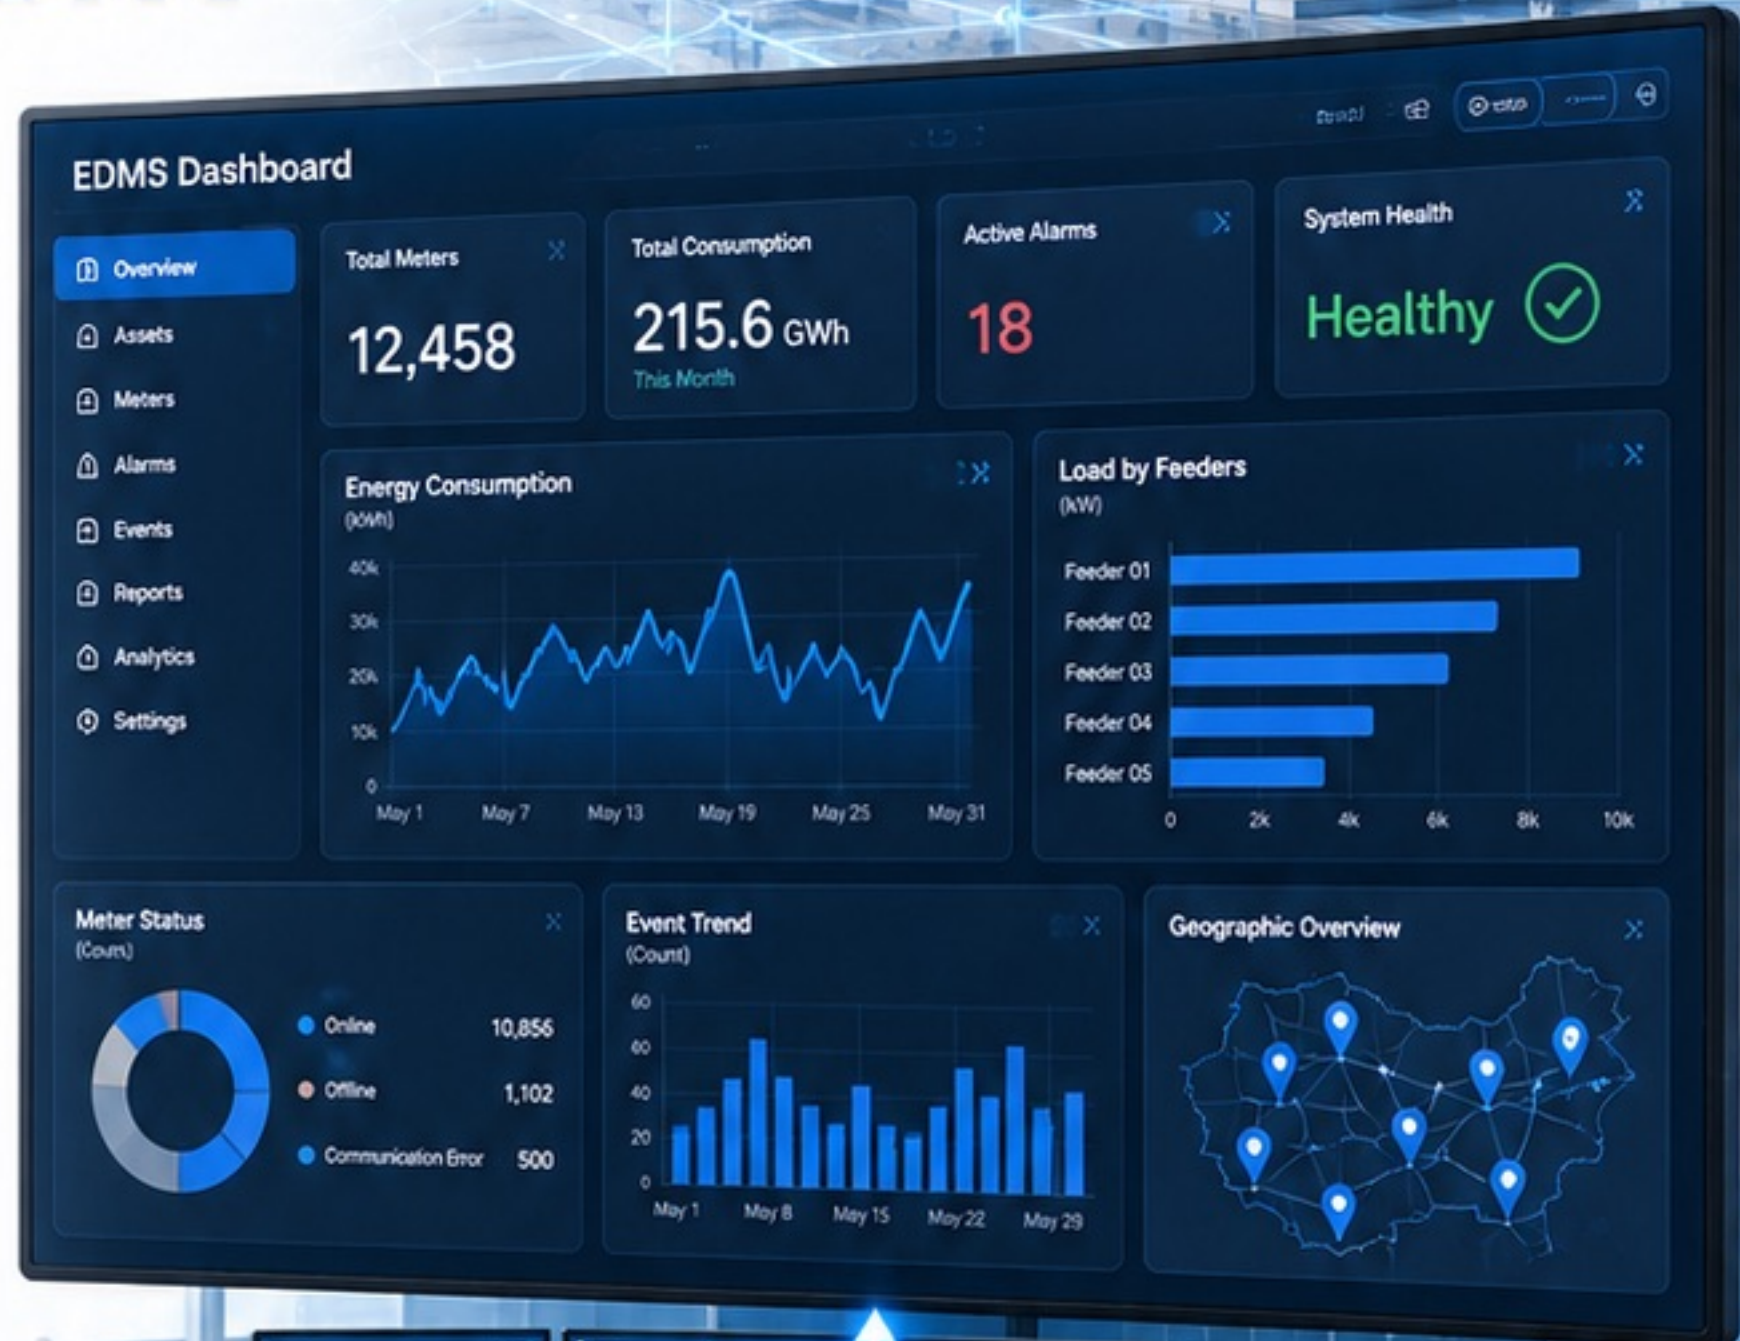 EDMS Dashboard
Overview
Assets
Meters
Alarms
Events
Reports
Analytics
Settings
Total Meters
12,458
Total Consumption
215.6 GWh
This Month
Active Alarms
18
System Health
Healthy
Energy Consumption
(kWh)
40k
30k
20k
10k
0
May 1 May 7 May 13 May 19 May 25 May 31
Load by Feeders
(kW)
Feeder 01
Feeder 02
Feeder 03
Feeder 04
Feeder 05
0 2k 4k 6k 8k 10k
Meter Status
(Count)
Online 10,856
Offline 1,102
Communication Error 500
Event Trend
(Count)
60
60
40
20
0
May 1 May 8 May 15 May 22 May 29
Geographic Overview